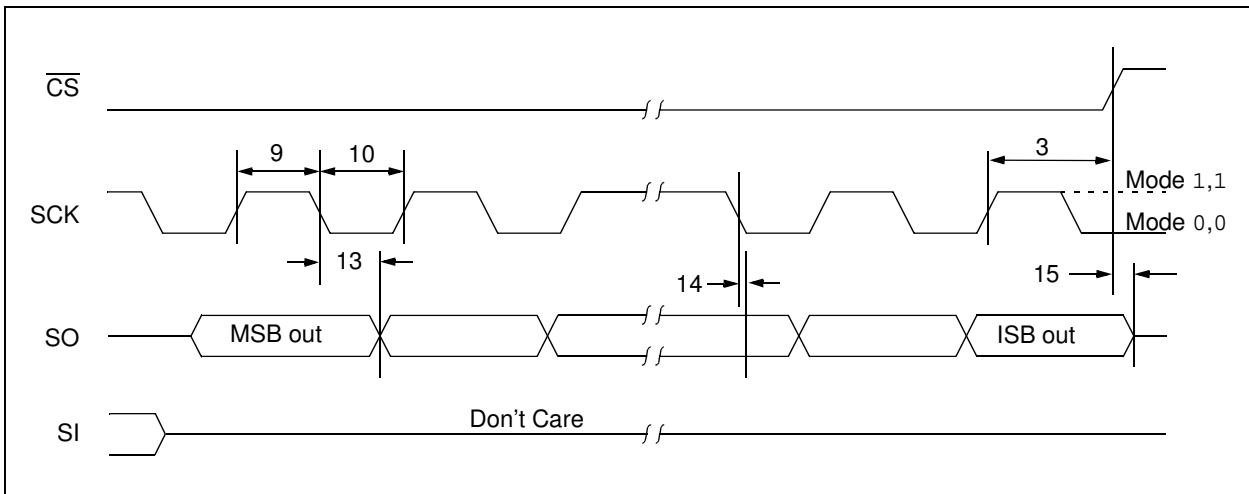 CS
9
10
3
Mode 1,1
SCK
Mode 0,0
13
14
15
SO
MSB out
ISB out
Don't Care
SI